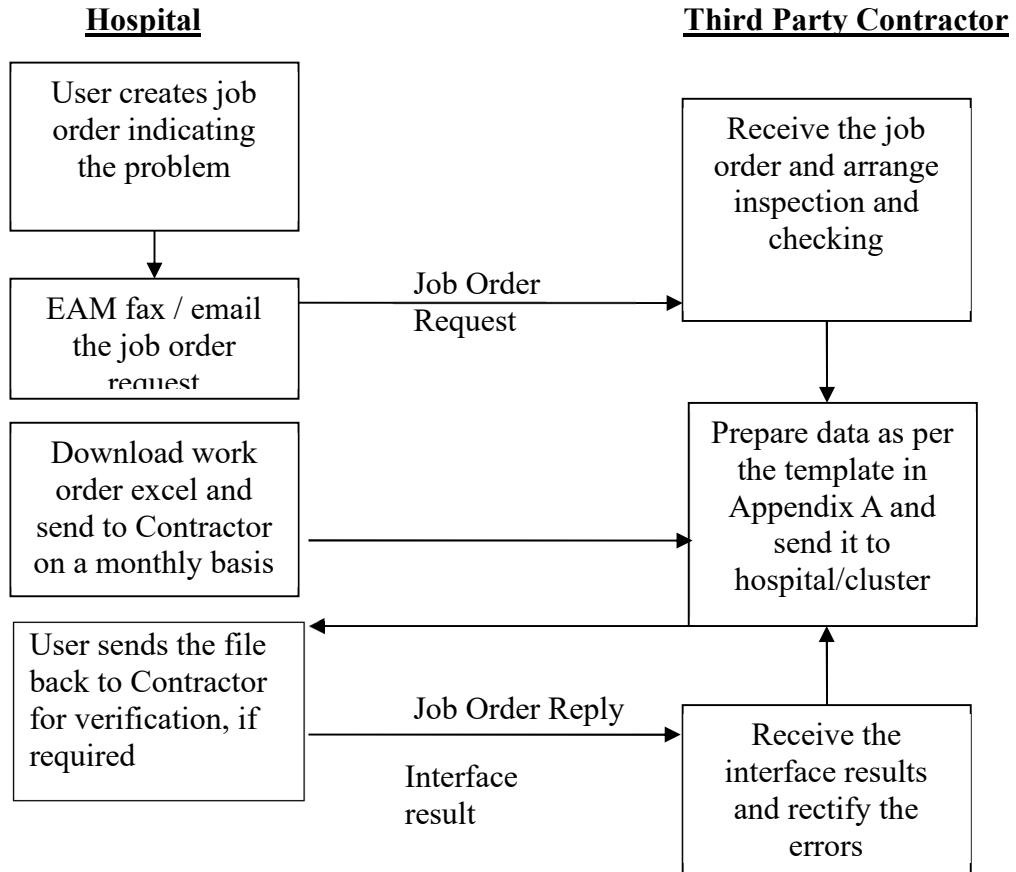 Hospital
Third Party Contractor
User creates job
order indicating
the problem
Receive the job
order and arrange
inspection and
checking
EAM fax / email
the job order
request
Job Order
Request
Download work
order excel and
send to Contractor
on a monthly basis
Prepare data as per
the template in
Appendix A and
send it to
hospital/cluster
User sends the file
back to Contractor
for verification, if
required
Job Order Reply
Interface
result
Receive the
interface results
and rectify the
errors